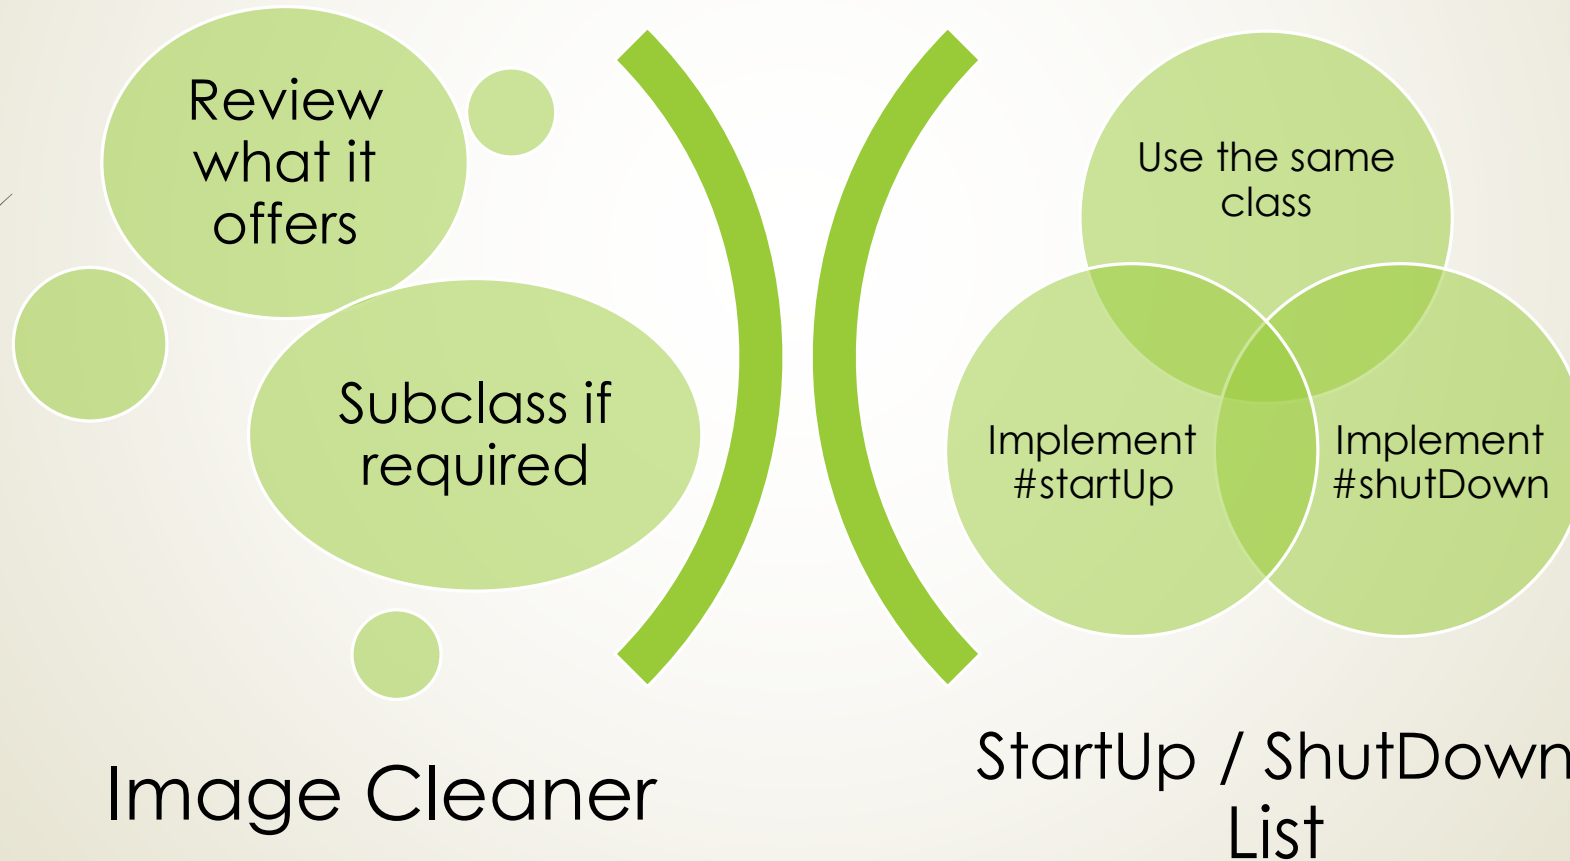 Review
what it
offers
Subclass if
required
Image Cleaner
Use the same
class
Implement
#startUp
Implement
#shutDown
StartUp / ShutDown
List